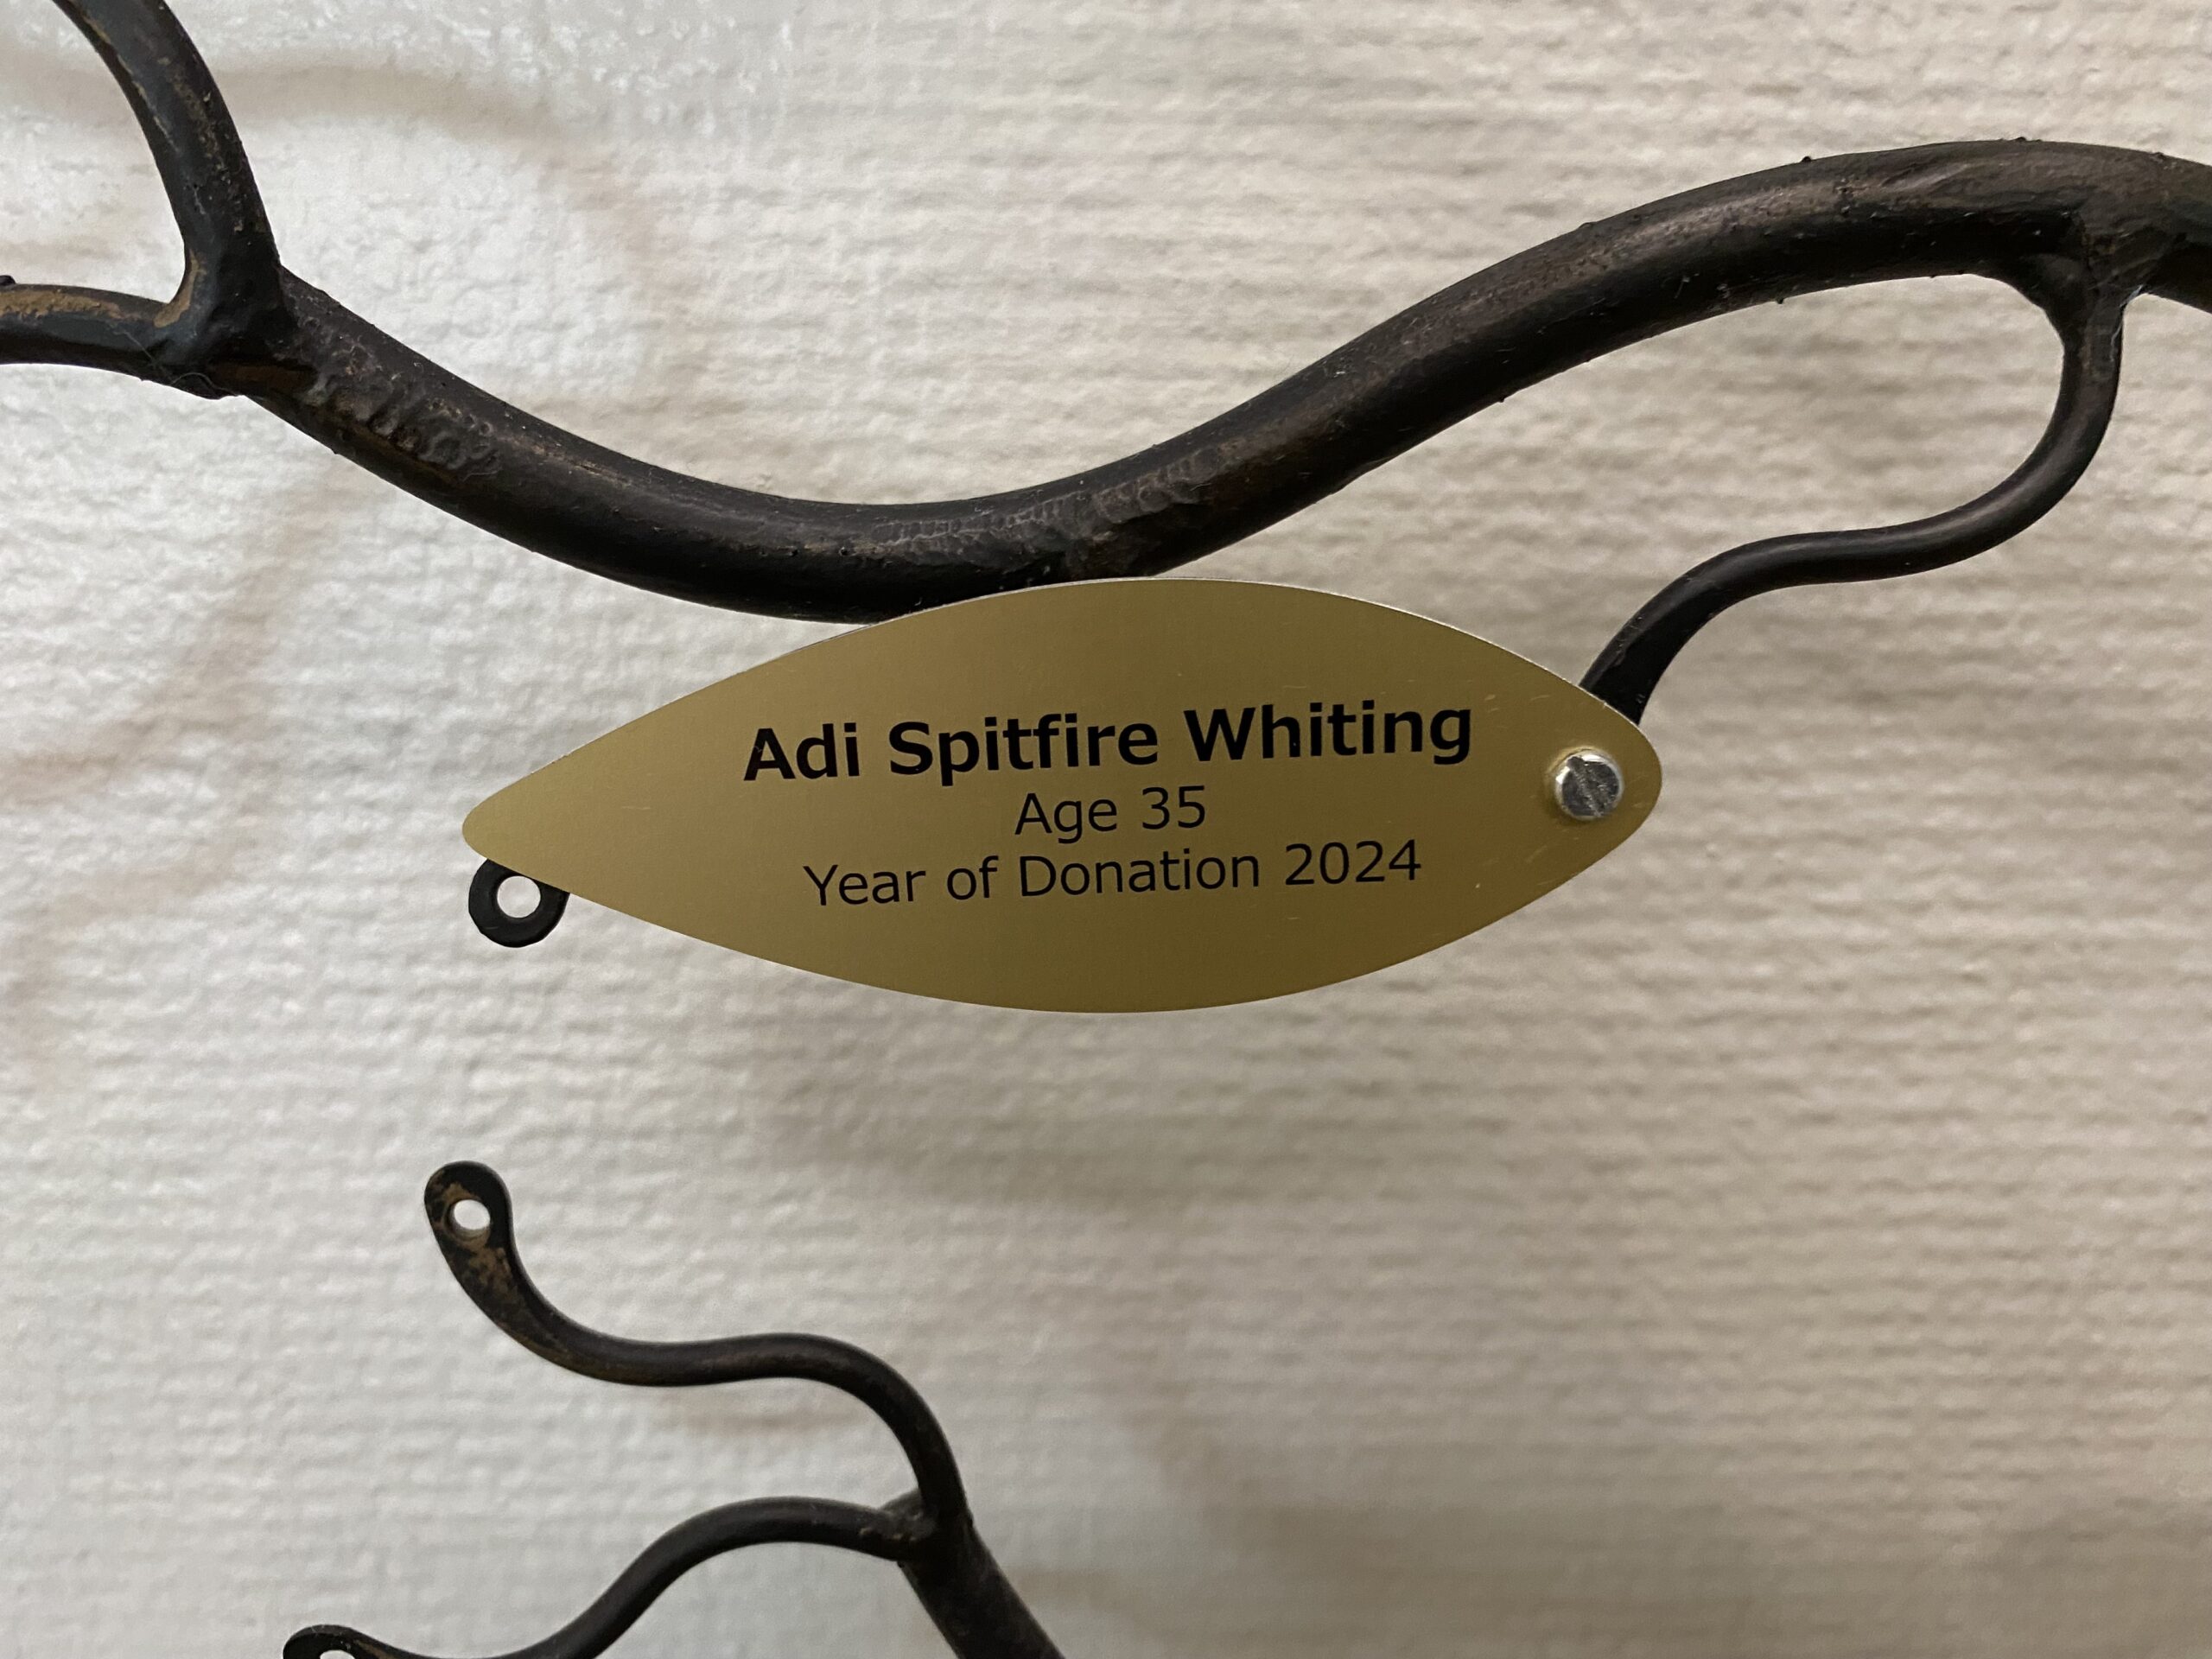 Adi Spitfire Whiting
Age 35
Year of Donation 2024